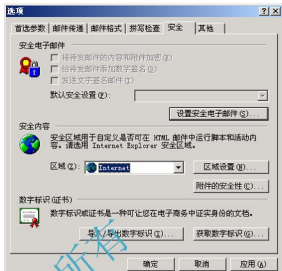 选项
首选参数 邮件传递 邮件格式 拼写检查 安全 其他
安全电子邮件
将待发邮件的内容和附件加密(E)
给待发邮件添加数字签名(D)
发送文字签名邮件(T)
默认安全设置(F):
设置安全电子邮件(S)...
安全内容
安全区域用于自定义是否可在 HTML 邮件中运行脚本和活动内
容。请选用 Internet Explorer 安全区域。
区域(Z): Internet
区域设置(N)...
附件的安全性(C)...
数字标识(证书)
数字标识或证书是一种可让您在电子商务中证实身份的文档。
导入/导出数字标识(I)...
获取数字标识(G)...
所有
确定 取消 应用(A)